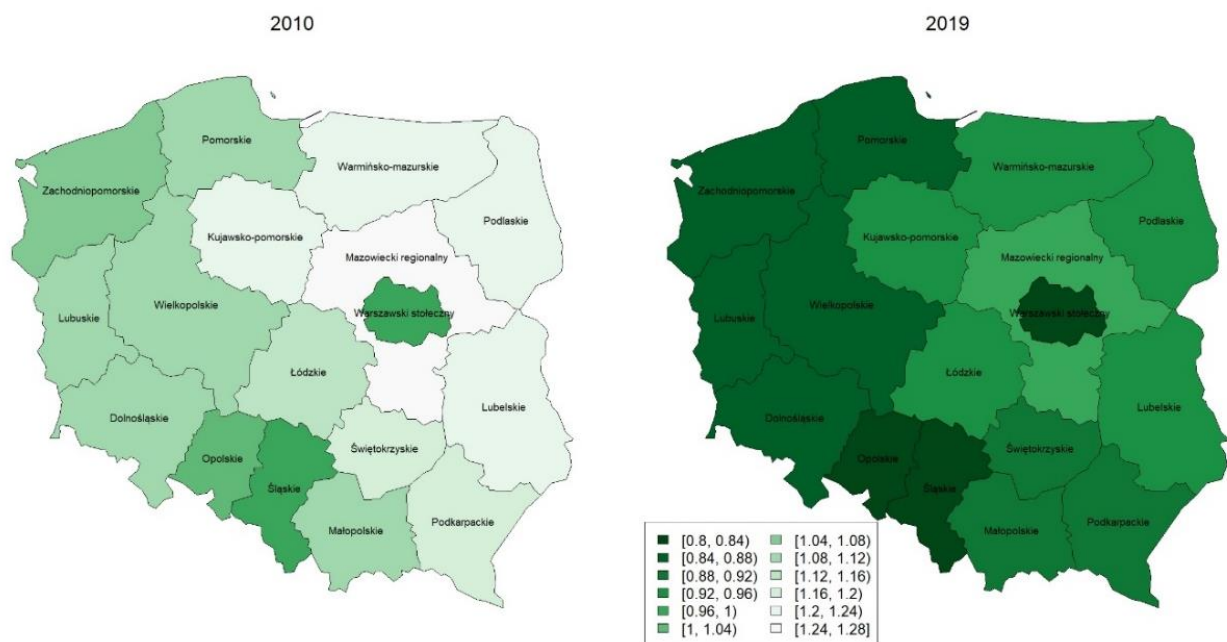 2010
Pomorskie
Warmińsko-mazurskie
Zachodniopomorskie
Podlaskie
Kujawsko-pomorskie
Mazowiecki regionalny
Wielkopolskie
Warszawski stołeczny
Lubuskie
Łódzkie
Dolnośląskie
Lubelskie
Opolskie
Świętokrzyskie
Śląskie
Małopolskie
Podkarpackie
2019
Pomorskie
Warmińsko-mazurskie
Zachodniopomorskie
Podlaskie
Kujawsko-pomorskie
Mazowiecki regionalny
Wielkopolskie
Warszawski stołeczny
Lubuskie
Łódzkie
Dolnośląskie
Lubelskie
Opolskie
Świętokrzyskie
Śląskie
Małopolskie
Podkarpackie
[0.8, 0.84)
[0.84, 0.88)
[0.88, 0.92)
[0.92, 0.96)
[0.96, 1)
[1, 1.04)
[1.04, 1.08)
[1.08, 1.12)
[1.12, 1.16)
[1.16, 1.2)
[1.2, 1.24)
[1.24, 1.28]